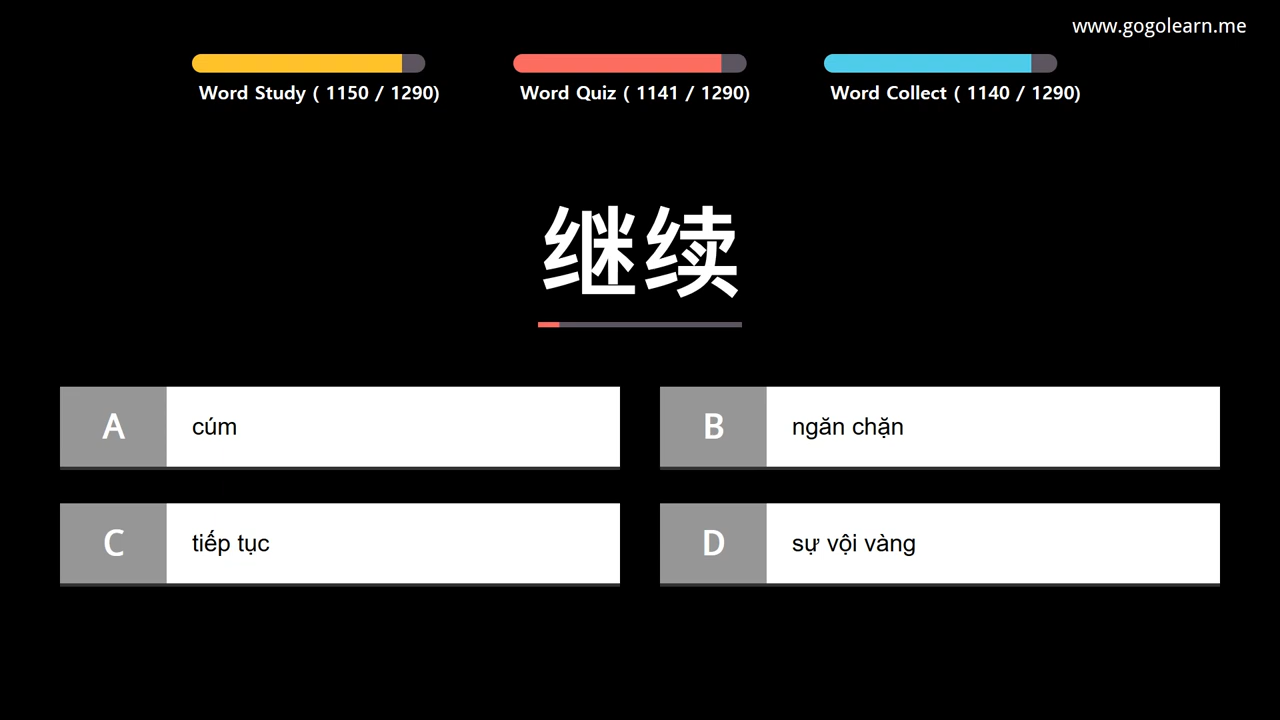 www.gogolearn.me
Word Study ( 1150 / 1290)
Word Quiz ( 1141 / 1290)
Word Collect ( 1140 / 1290)
继续
A cúm
B ngăn chặn
C tiếp tục
D sự vội vàng